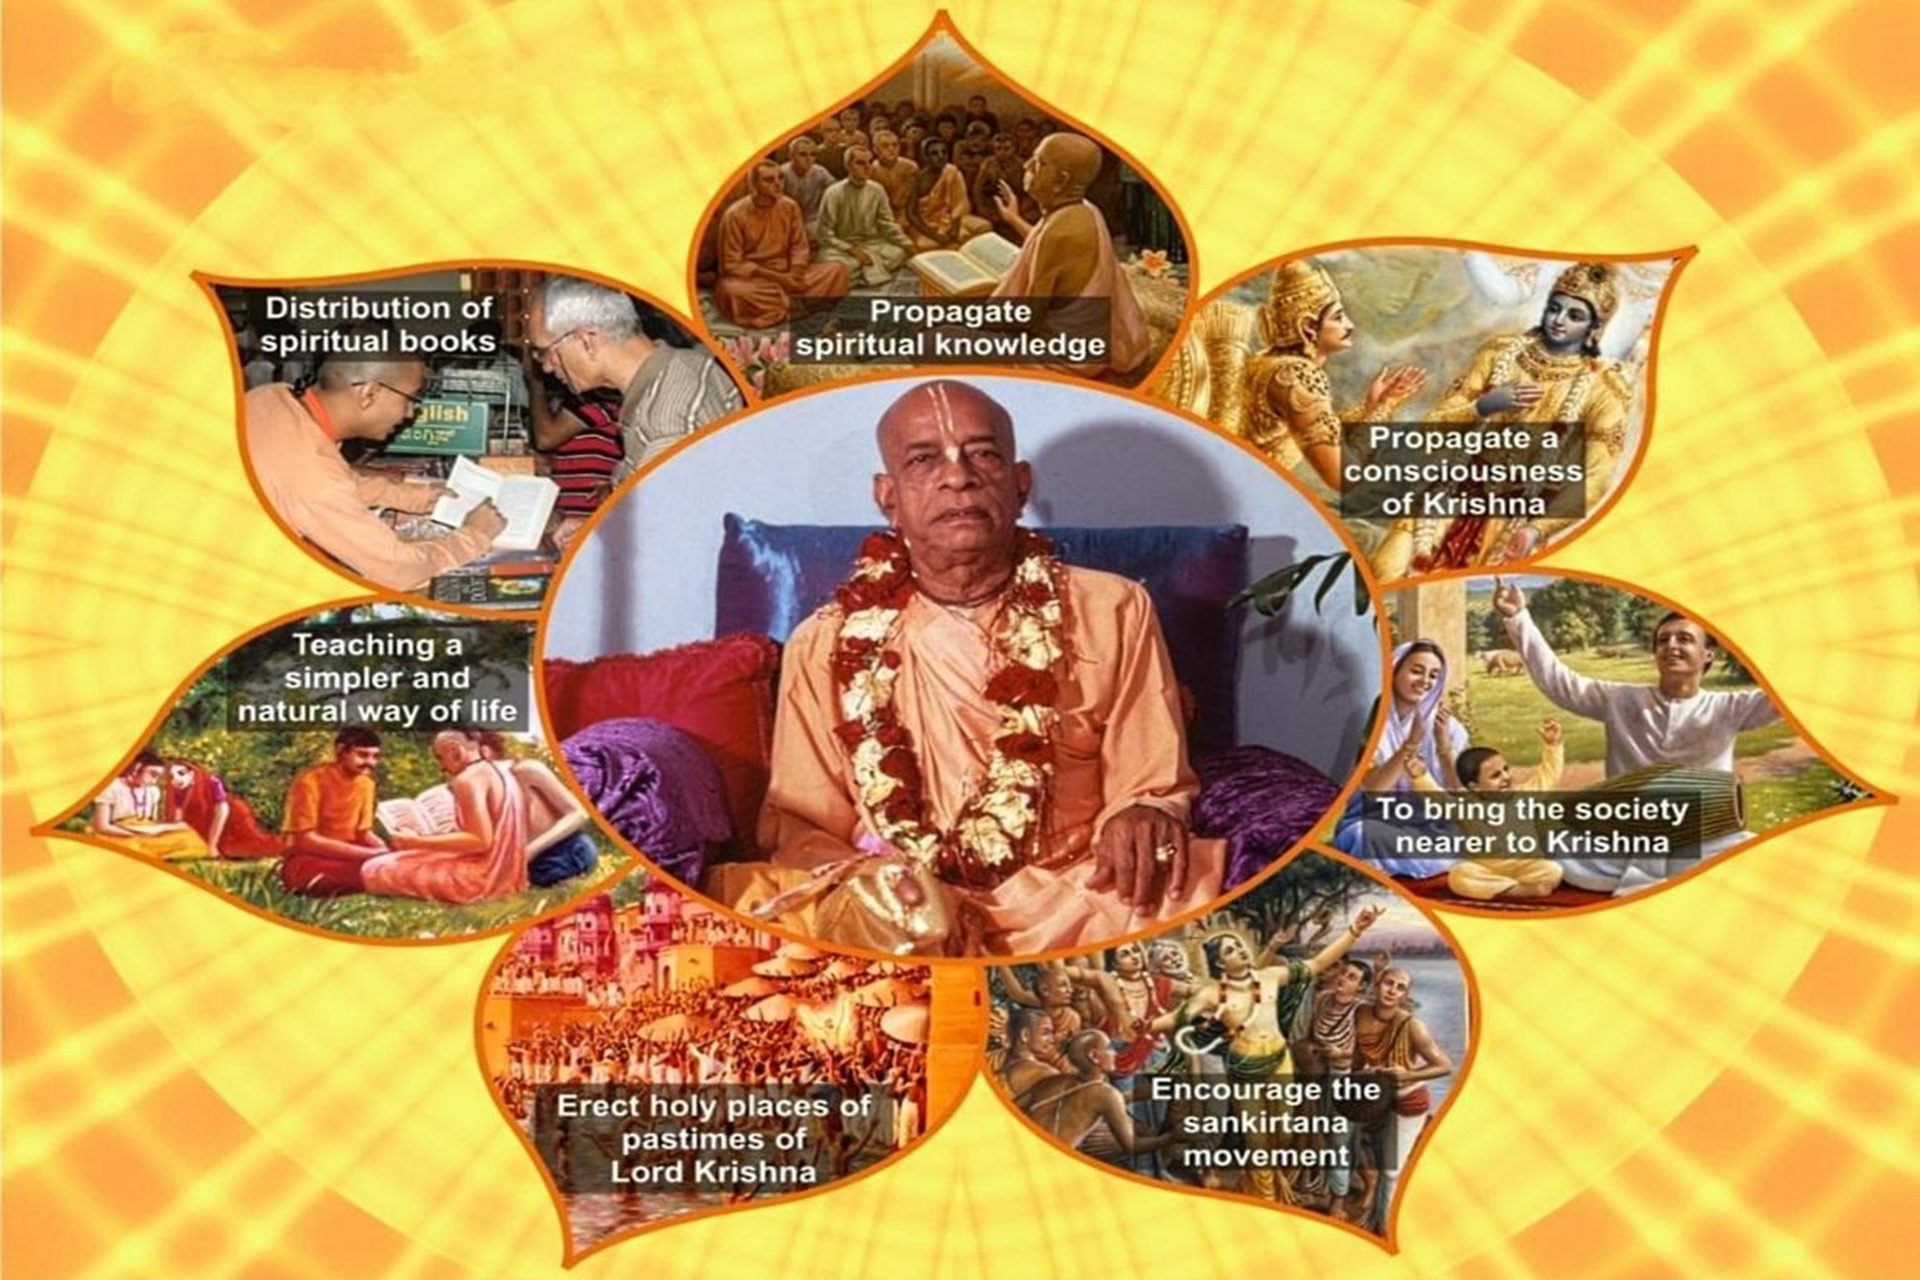 Propagate
spiritual knowledge
Propagate a
consciousness
of Krishna
To bring the society
nearer to Krishna
Encourage the
sankirtana
movement
Erect holy places of
pastimes of
Lord Krishna
Teaching a
simpler and
natural way of life
Distribution of
spiritual books
glish